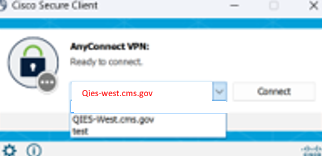 Cisco Secure Client
AnyConnect VPN:
Ready to connect.
Qies-west.cms.gov
Connect
QIES-West.cms.gov
test